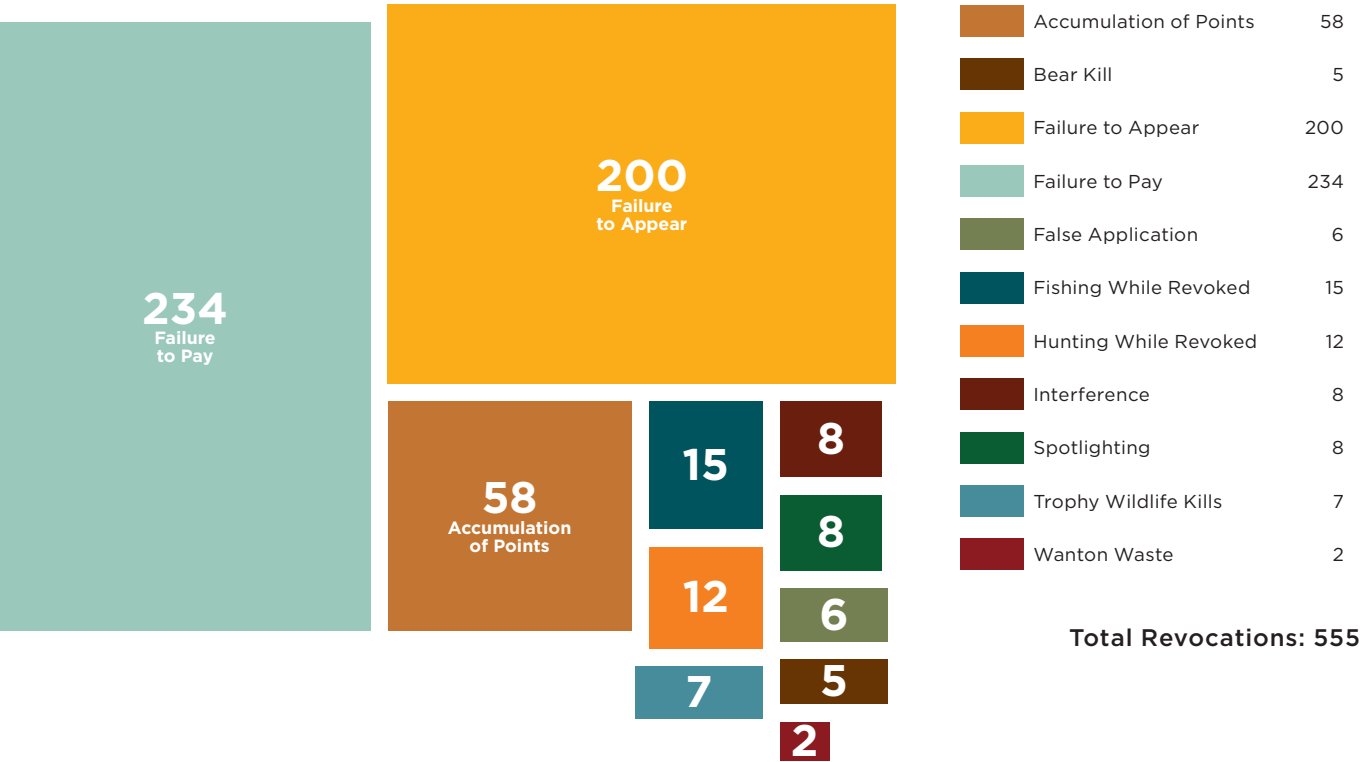 234
Failure
to Pay
200
Failure
to Appear
58
Accumulation
of Points
15
12
7
8
8
6
5
2
Accumulation of Points 58
Bear Kill 5
Failure to Appear 200
Failure to Pay 234
False Application 6
Fishing While Revoked 15
Hunting While Revoked 12
Interference 8
Spotlighting 8
Trophy Wildlife Kills 7
Wanton Waste 2
Total Revocations: 555